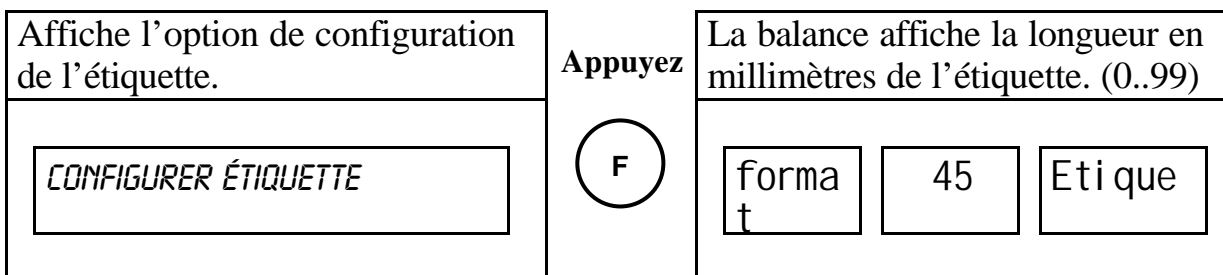 Affiche l’option de configuration
de l’étiquette.
CONFIGURER ÉTIQUETTE
Appuyez
F
La balance affiche la longueur en
millimètres de l’étiquette. (0..99)
forma
t
45
Etique